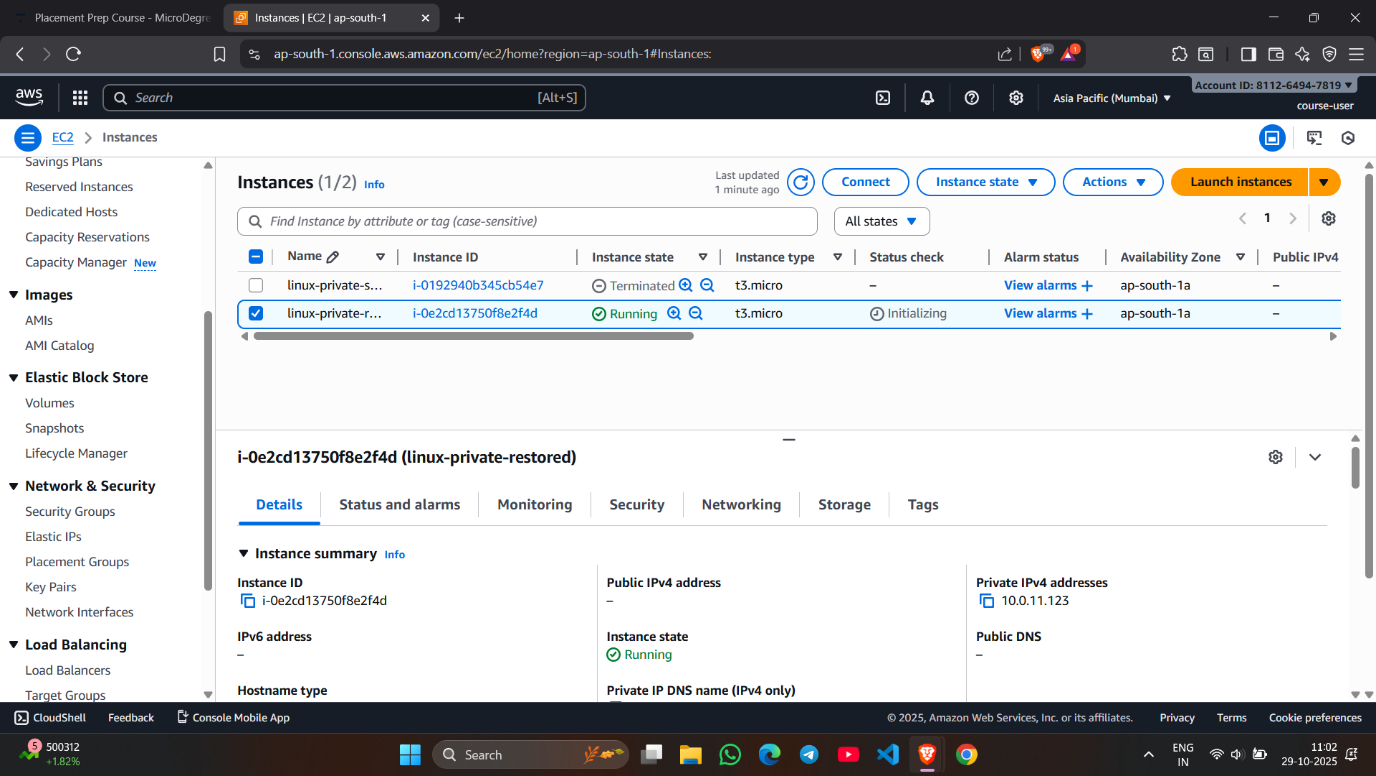 Placement Prep Course - MicroDegre
Instances | EC2 | ap-south-1
ap-south-1.console.aws.amazon.com/ec2/home?region=ap-south-1#Instances:
99+
1
aws
Search
[Alt+S]
Asia Pacific (Mumbai)
Account ID: 8112-6494-7819
course-user
EC2
Instances
Savings Plans
Reserved Instances
Dedicated Hosts
Capacity Reservations
Capacity Manager New
Images
AMIs
AMI Catalog
Elastic Block Store
Volumes
Snapshots
Lifecycle Manager
Network & Security
Security Groups
Elastic IPs
Placement Groups
Key Pairs
Network Interfaces
Load Balancing
Load Balancers
Target Groups
Instances (1/2) Info
Last updated
1 minute ago
Connect
Instance state
Actions
Launch instances
Find Instance by attribute or tag (case-sensitive)
All states
1
Name Instance ID Instance state Instance type Status check Alarm status Availability Zone Public IPv4
linux-private-s... i-0192940b345cb54e7 Terminated t3.micro – View alarms + ap-south-1a –
linux-private-r... i-0e2cd13750f8e2f4d Running t3.micro Initializing View alarms + ap-south-1a –
i-0e2cd13750f8e2f4d (linux-private-restored)
Details Status and alarms Monitoring Security Networking Storage Tags
Instance summary Info
Instance ID
i-0e2cd13750f8e2f4d
Public IPv4 address
–
Private IPv4 addresses
10.0.11.123
IPv6 address
–
Instance state
Running
Public DNS
–
Hostname type
Private IP DNS name (IPv4 only)
CloudShell Feedback Console Mobile App
© 2025, Amazon Web Services, Inc. or its affiliates. Privacy Terms Cookie preferences
5
500312
+1.82%
Search
ENG
IN
11:02
29-10-2025